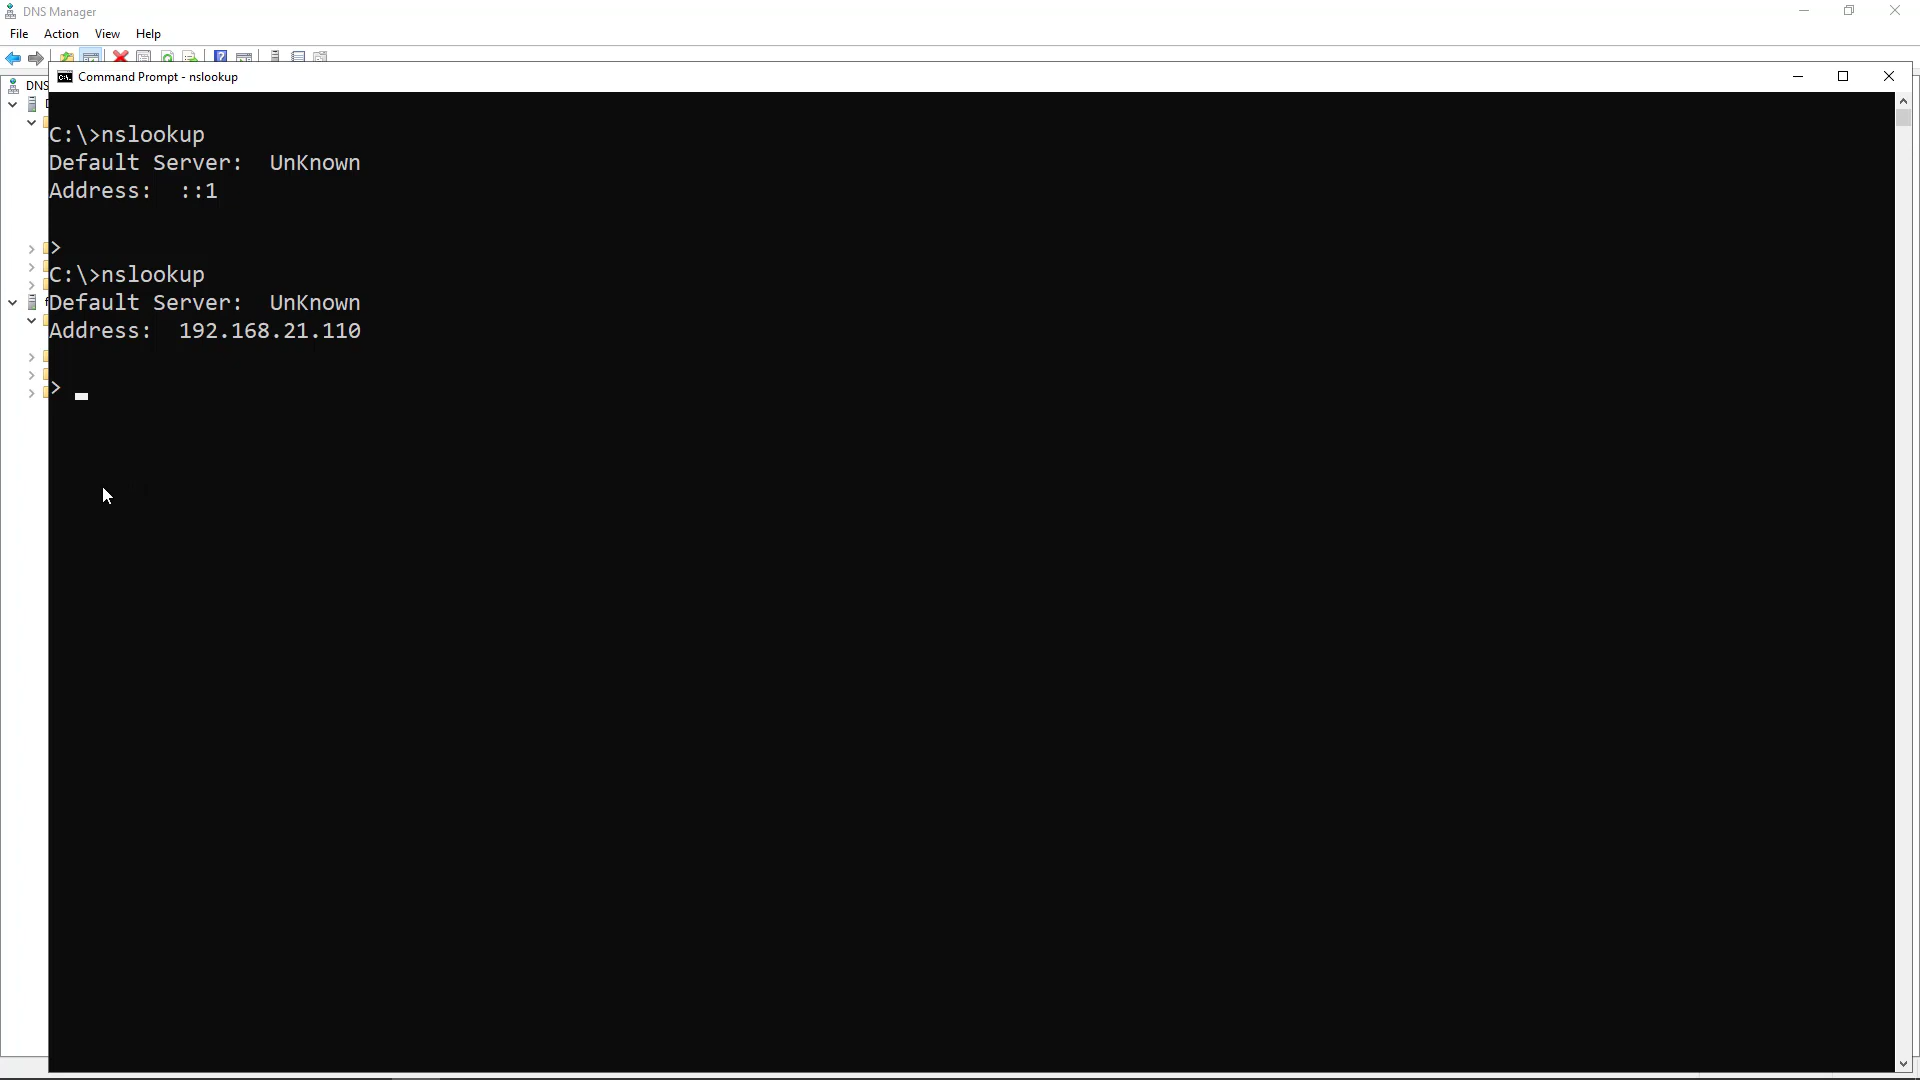 DNS Manager
File Action View Help
Command Prompt - nslookup
DNS
C:\>nslookup
Default Server:  UnKnown
Address:  ::1
>
C:\>nslookup
Default Server:  UnKnown
Address:  192.168.21.110
>